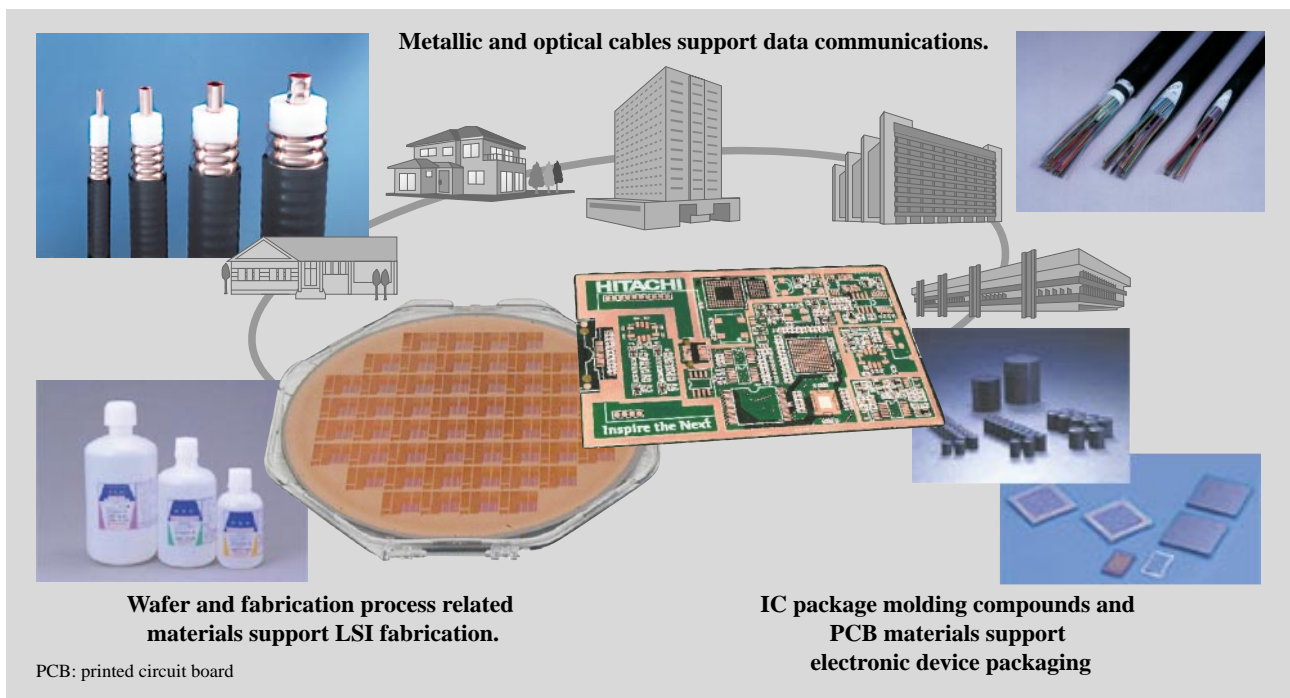 Metallic and optical cables support data communications.
HITACHI
Inspire the Next
Wafer and fabrication process related
materials support LSI fabrication.
IC package molding compounds and
PCB materials support
electronic device packaging
PCB: printed circuit board